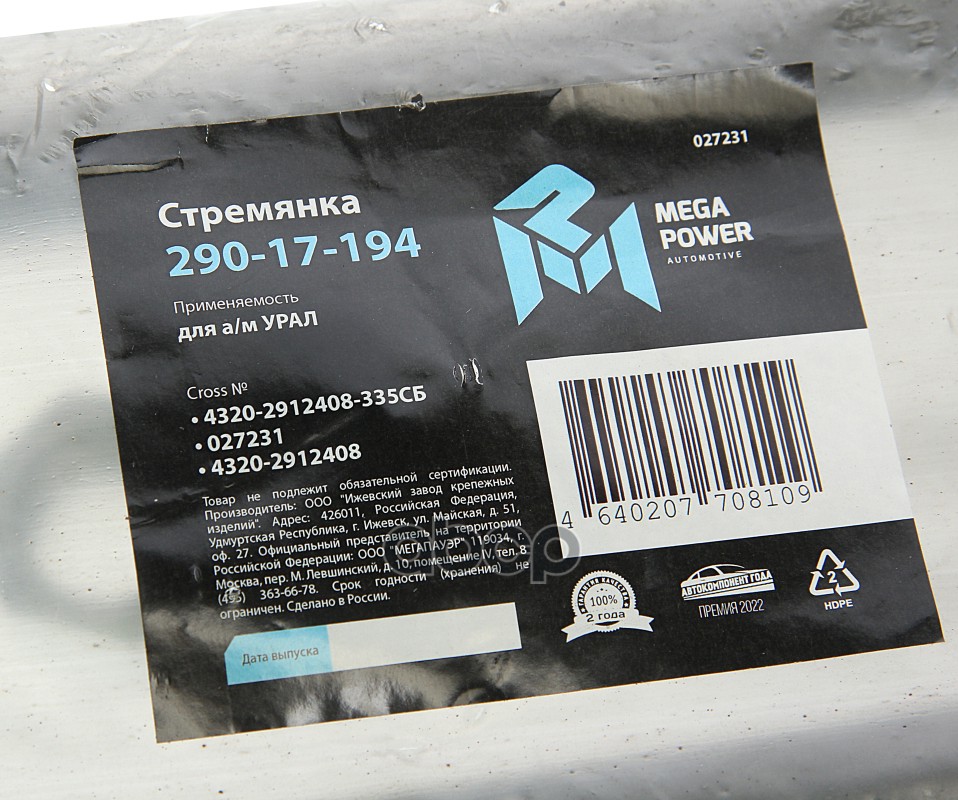 027231
Стремянка
290-17-194
MEGA
POWER
AUTOMOTIVE
Применяемость
для а/м УРАЛ
Cross №
• 4320-2912408-335СБ
• 027231
• 4320-2912408
Товар не подлежит обязательной сертификации.
Производитель: ООО "Ижевский завод крепежных
изделий". Адрес: 426011, Российская Федерация,
Удмуртская Республика, г. Ижевск, ул. Майская, д. 51,
оф. 27. Официальный представитель на территории
Российской Федерации: ООО "МЕГАПАУЭР" 119034, г.
Москва, пер. М. Левшинский, д. 10, помещение IV, тел. 8
(495) 363-66-78. Срок годности (хранения) не
ограничен. Сделано в России.
Дата выпуска
4 640207 708109
ГАРАНТИЯ КАЧЕСТВА
100%
2 года
АВТОКОМПОНЕНТ ГОДА
ПРЕМИЯ 2022
2
HDPE